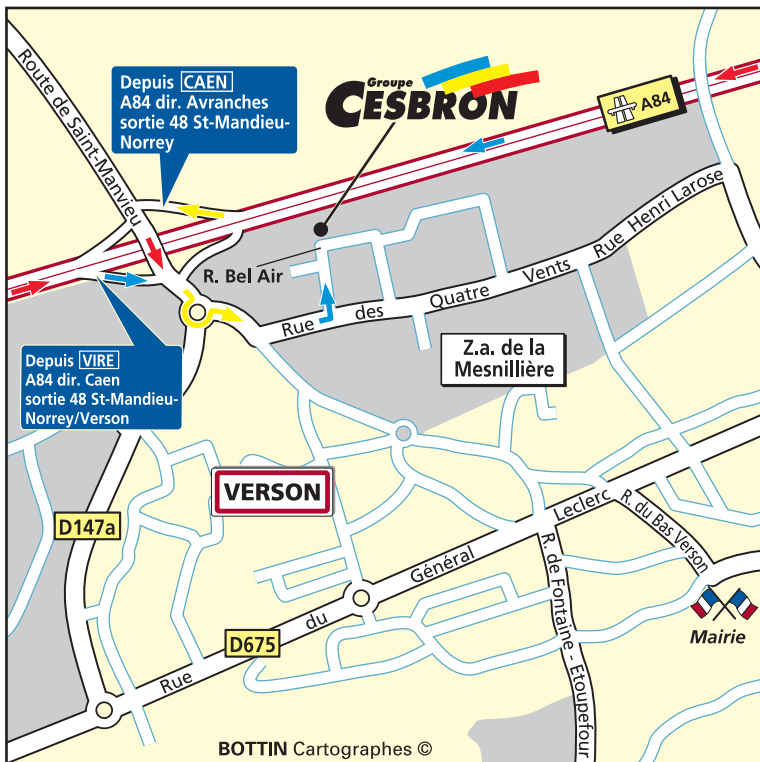 Route de Saint-Manvieu
Depuis CAEN
A84 dir. Avranches
sortie 48 St-Mandieu-
Norrey
Groupe
CESBRON
A84
R. Bel Air
Rue des Quatre Vents
Rue Henri Larose
Depuis VIRE
A84 dir. Caen
sortie 48 St-Mandieu-
Norrey/Verson
Z.a. de la
Mesnillière
VERSON
D147a
Rue du Général Leclerc
R. du Bas Verson
R. de Fontaine - Etoupefour
D675
Mairie
BOTTIN Cartographes ©